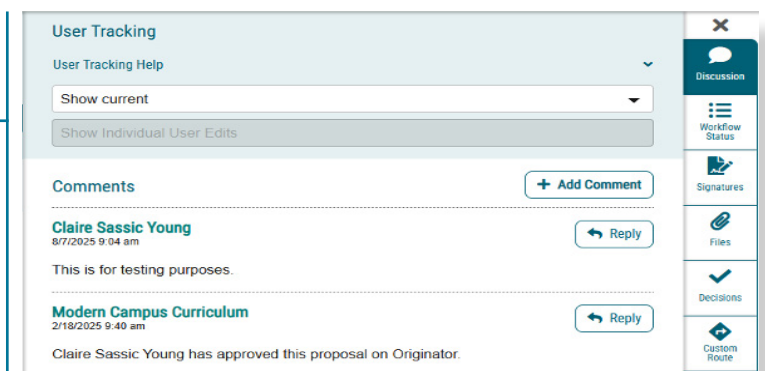 User Tracking
User Tracking Help
Show current
Show Individual User Edits
Comments
+ Add Comment
Claire Sassic Young
8/7/2025 9:04 am
Reply
This is for testing purposes.
Modern Campus Curriculum
2/18/2025 9:40 am
Reply
Claire Sassic Young has approved this proposal on Originator.
Discussion
Workflow
Status
Signatures
Files
Decisions
Custom
Route